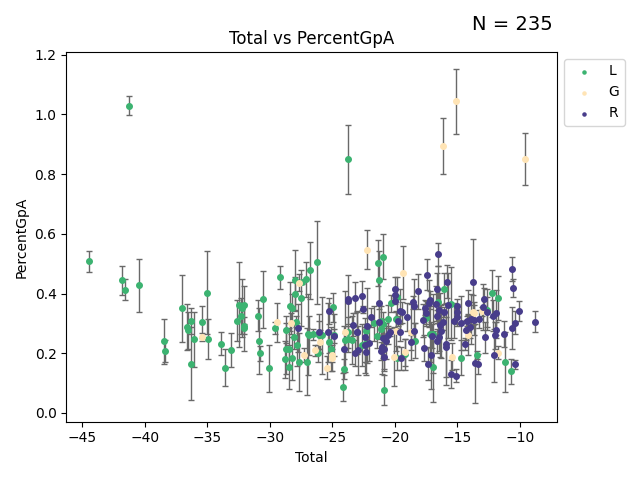 N = 235
Total vs PercentGpA
L
G
R
1.2
1.0
0.8
0.6
0.4
0.2
0.0
PercentGpA
−45 −40 −35 −30 −25 −20 −15 −10
Total